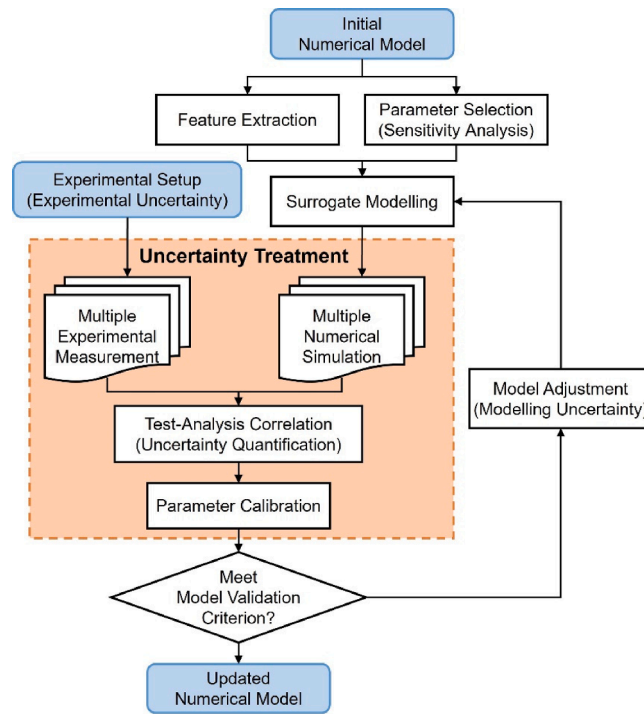 Initial
Numerical Model
Feature Extraction
Parameter Selection
(Sensitivity Analysis)
Experimental Setup
(Experimental Uncertainty)
Surrogate Modelling
Uncertainty Treatment
Multiple
Experimental
Measurement
Multiple
Numerical
Simulation
Test-Analysis Correlation
(Uncertainty Quantification)
Model Adjustment
(Modelling Uncertainty)
Parameter Calibration
Meet
Model Validation
Criterion?
Updated
Numerical Model